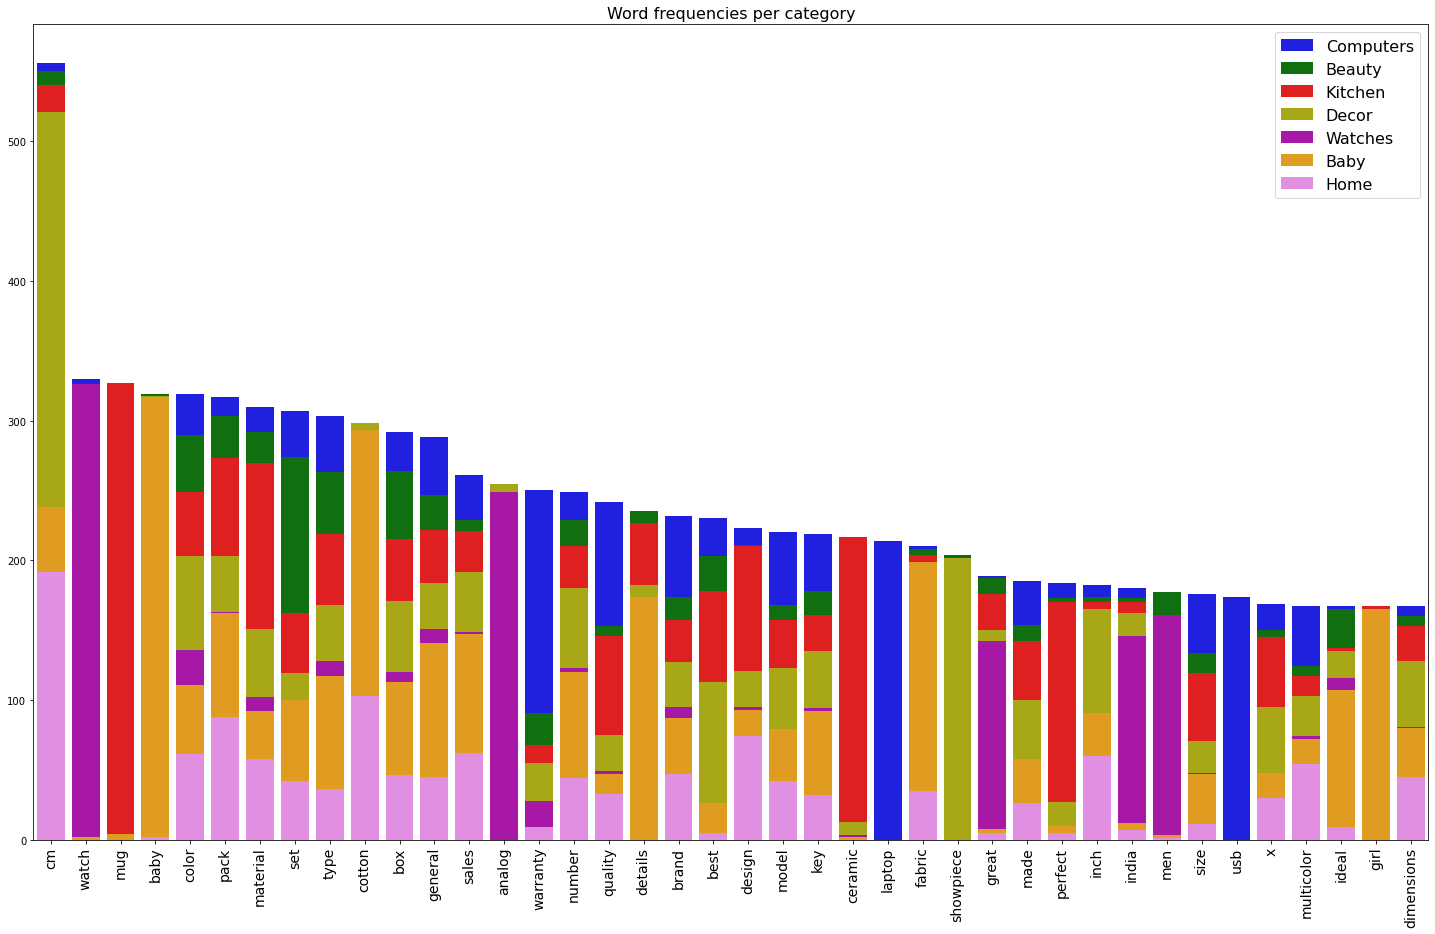 Word frequencies per category
Computers
Beauty
Kitchen
Decor
Watches
Baby
Home
500
400
300
200
100
0
cm
watch
mug
baby
color
pack
material
set
type
cotton
box
general
sales
analog
warranty
number
quality
details
brand
best
design
model
key
ceramic
laptop
fabric
showpiece
great
made
perfect
inch
india
men
size
usb
x
multicolor
ideal
girl
dimensions